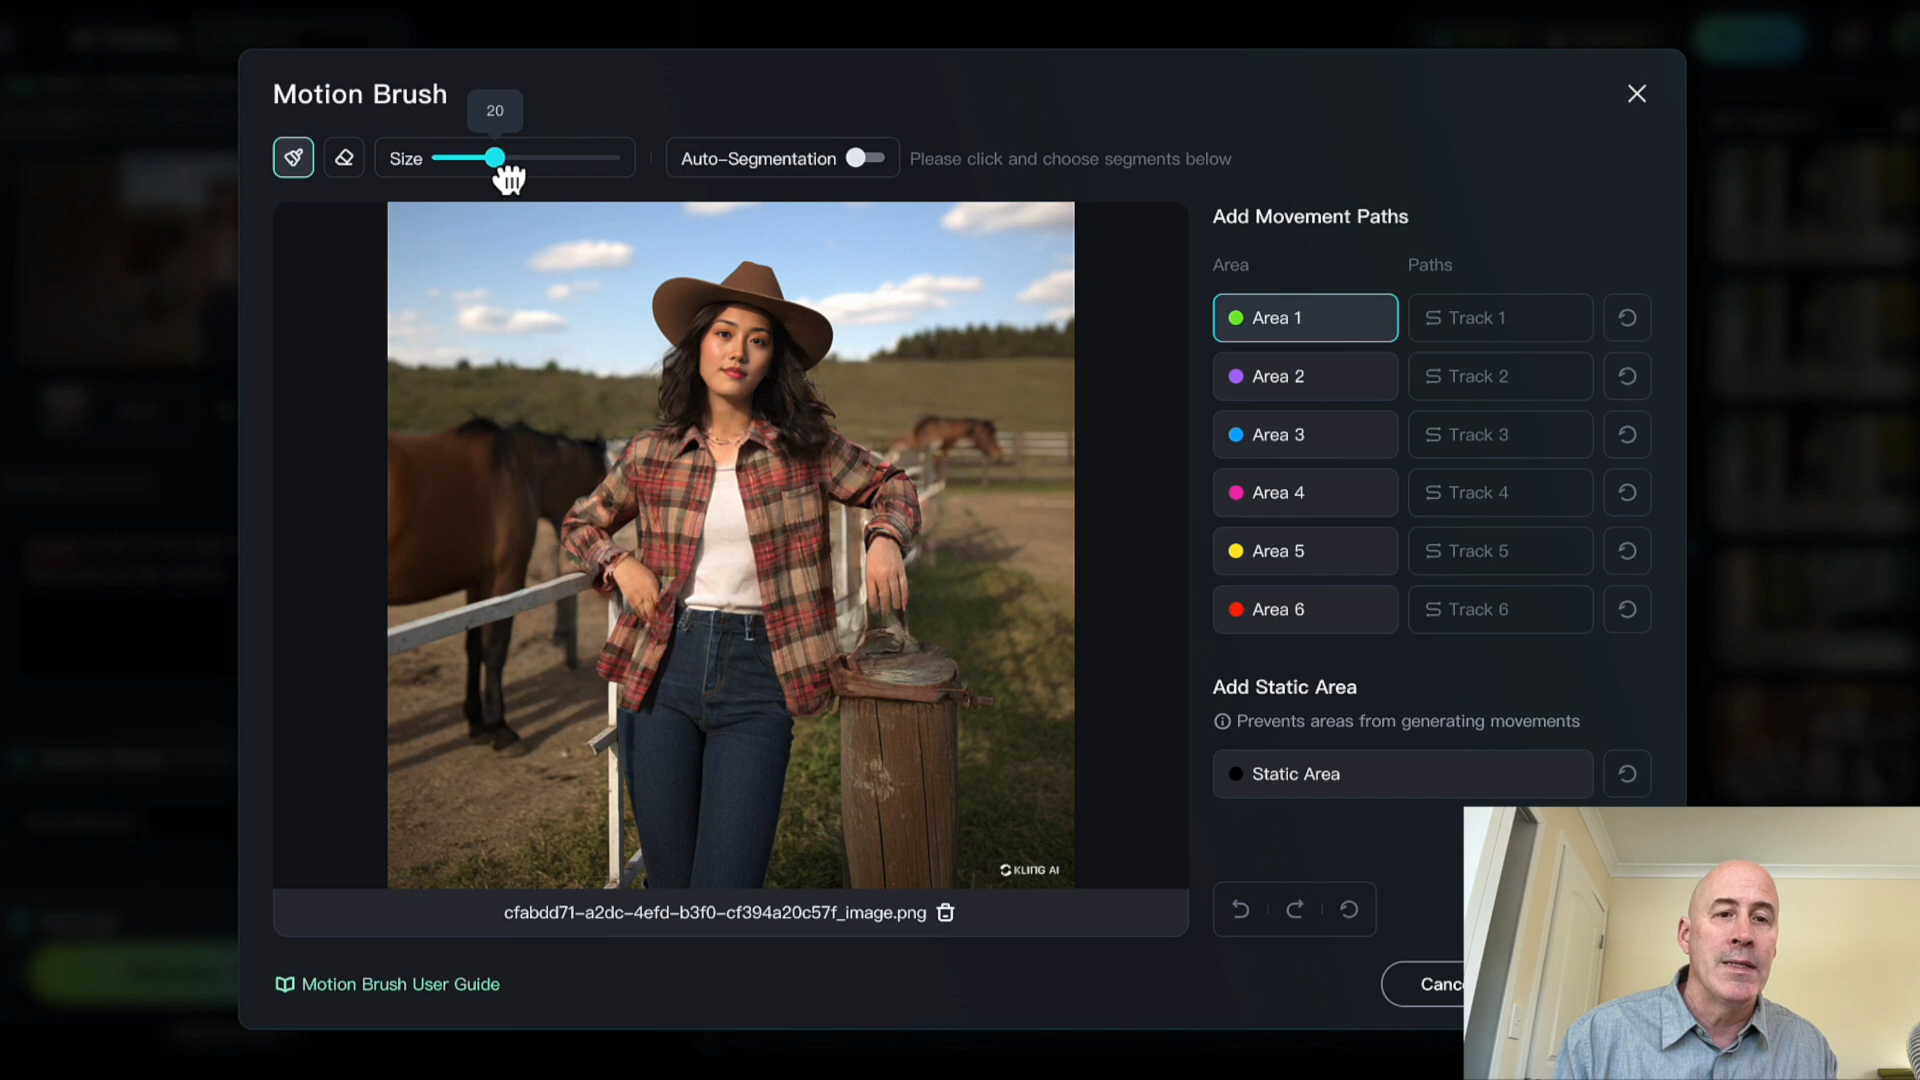 Motion Brush
20
Size
Auto-Segmentation
Please click and choose segments below
Add Movement Paths
Area
Paths
Area 1
Track 1
Area 2
Track 2
Area 3
Track 3
Area 4
Track 4
Area 5
Track 5
Area 6
Track 6
Add Static Area
Prevents areas from generating movements
Static Area
KLING AI
cfabdd71-a2dc-4efd-b3f0-cf394a20c57f_image.png
Motion Brush User Guide
Canc